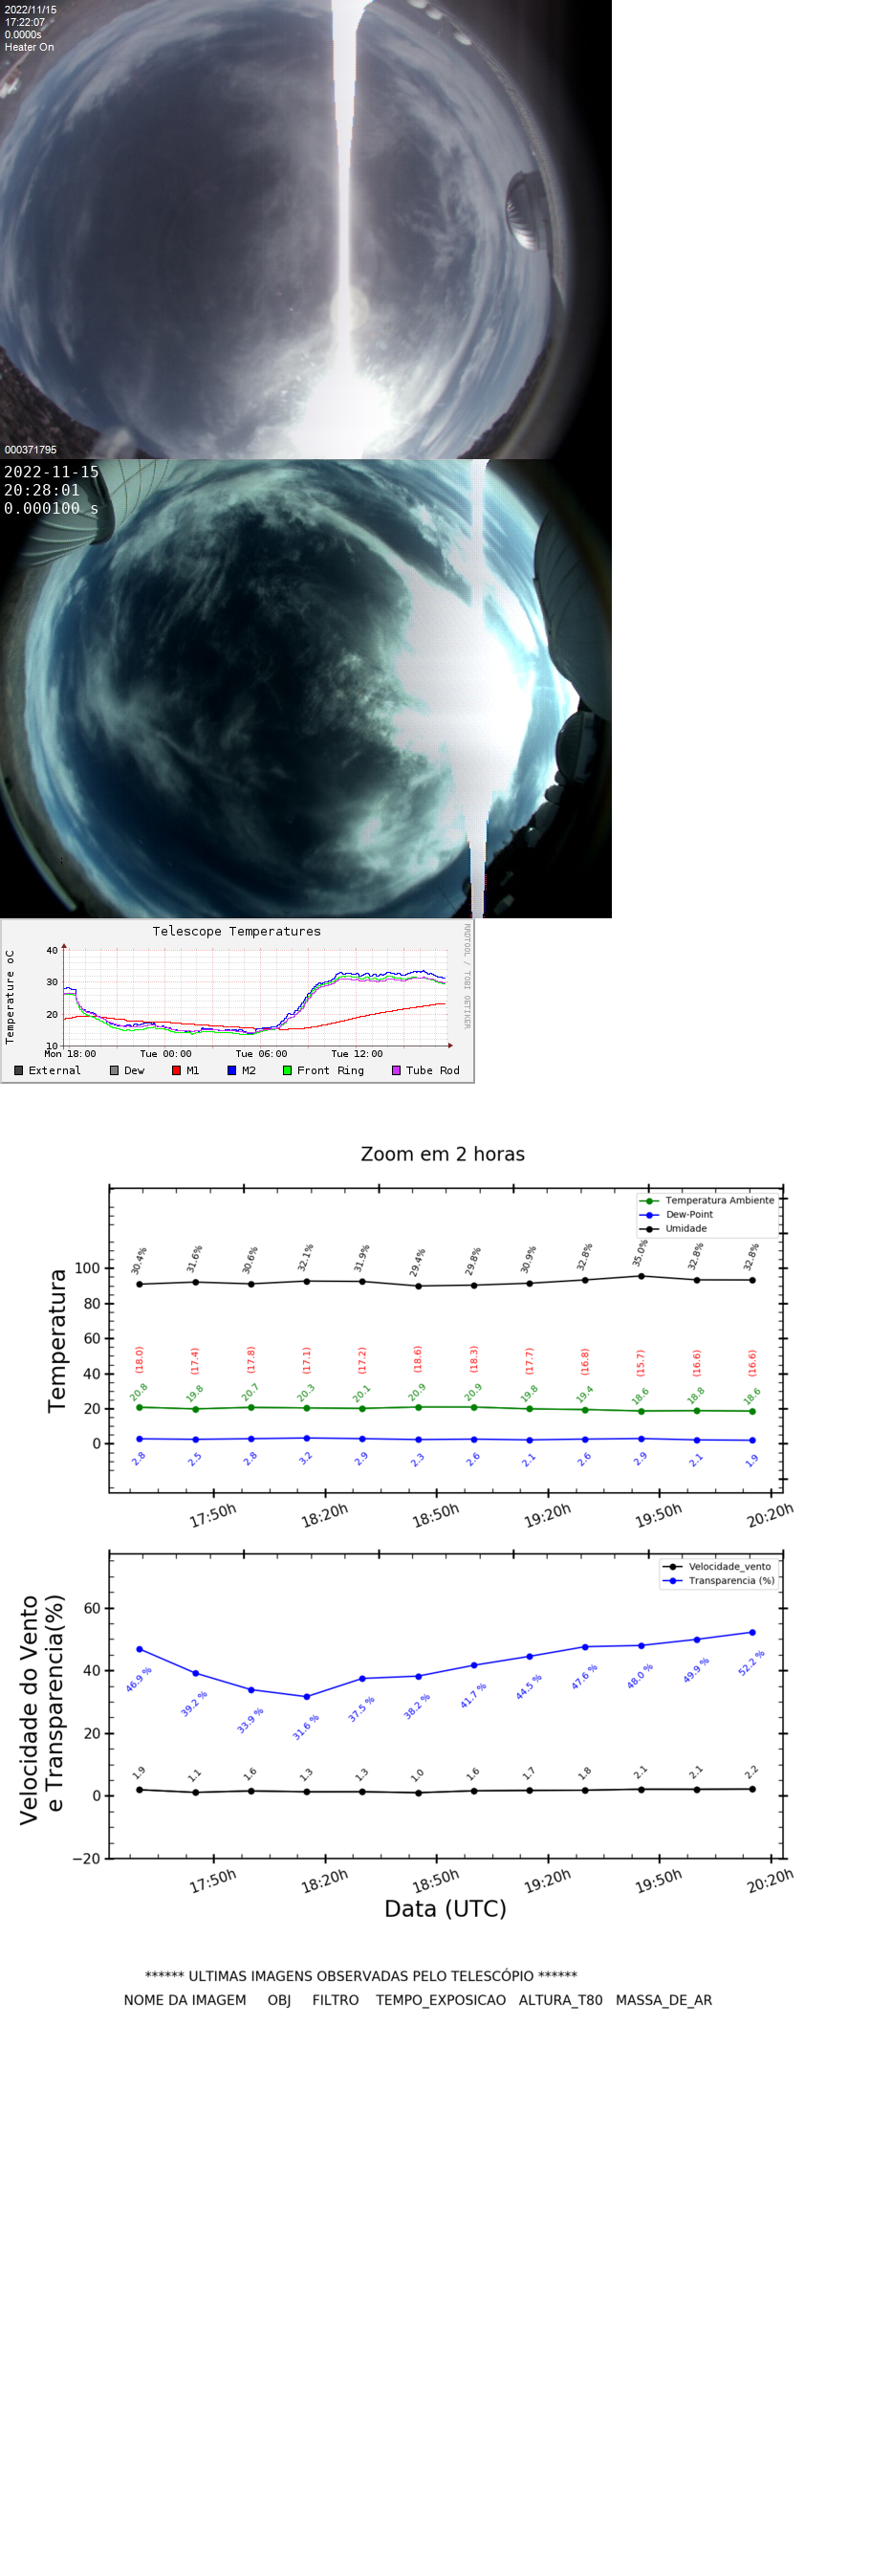 2022/11/15
17:22:07
0.0000s
Heater On
000371795
2022-11-15
20:28:01
0.000100 s
Telescope Temperatures
RRDTOOL / TOBI OETIKER
Temperature oC
40
30
20
10
Mon 18:00 Tue 00:00 Tue 06:00 Tue 12:00
External Dew M1 M2 Front Ring Tube Rod
Zoom em 2 horas
Temperatura Ambiente
Dew-Point
Umidade
Temperatura
100
80
60
40
20
0
30.4% 31.6% 30.6% 32.1% 31.9% 29.4% 29.8% 30.9% 32.8% 35.0% 32.8% 32.8%
(18.0) (17.4) (17.8) (17.1) (17.2) (18.6) (18.3) (17.7) (16.8) (15.7) (16.6) (16.6)
20.8 19.8 20.7 20.3 20.1 20.9 20.9 19.8 19.4 18.6 18.8 18.6
2.8 2.5 2.8 3.2 2.9 2.3 2.6 2.1 2.6 2.9 2.1 1.9
17:50h 18:20h 18:50h 19:20h 19:50h 20:20h
Velocidade_vento
Transparencia (%)
Velocidade do Vento
e Transparencia(%)
60
40
20
0
−20
46.9 % 39.2 % 33.9 % 31.6 % 37.5 % 38.2 % 41.7 % 44.5 % 47.6 % 48.0 % 49.9 % 52.2 %
1.9 1.1 1.6 1.3 1.3 1.0 1.6 1.7 1.8 2.1 2.1 2.2
17:50h 18:20h 18:50h 19:20h 19:50h 20:20h
Data (UTC)
****** ULTIMAS IMAGENS OBSERVADAS PELO TELESCÓPIO ******
NOME DA IMAGEM OBJ FILTRO TEMPO_EXPOSICAO ALTURA_T80 MASSA_DE_AR